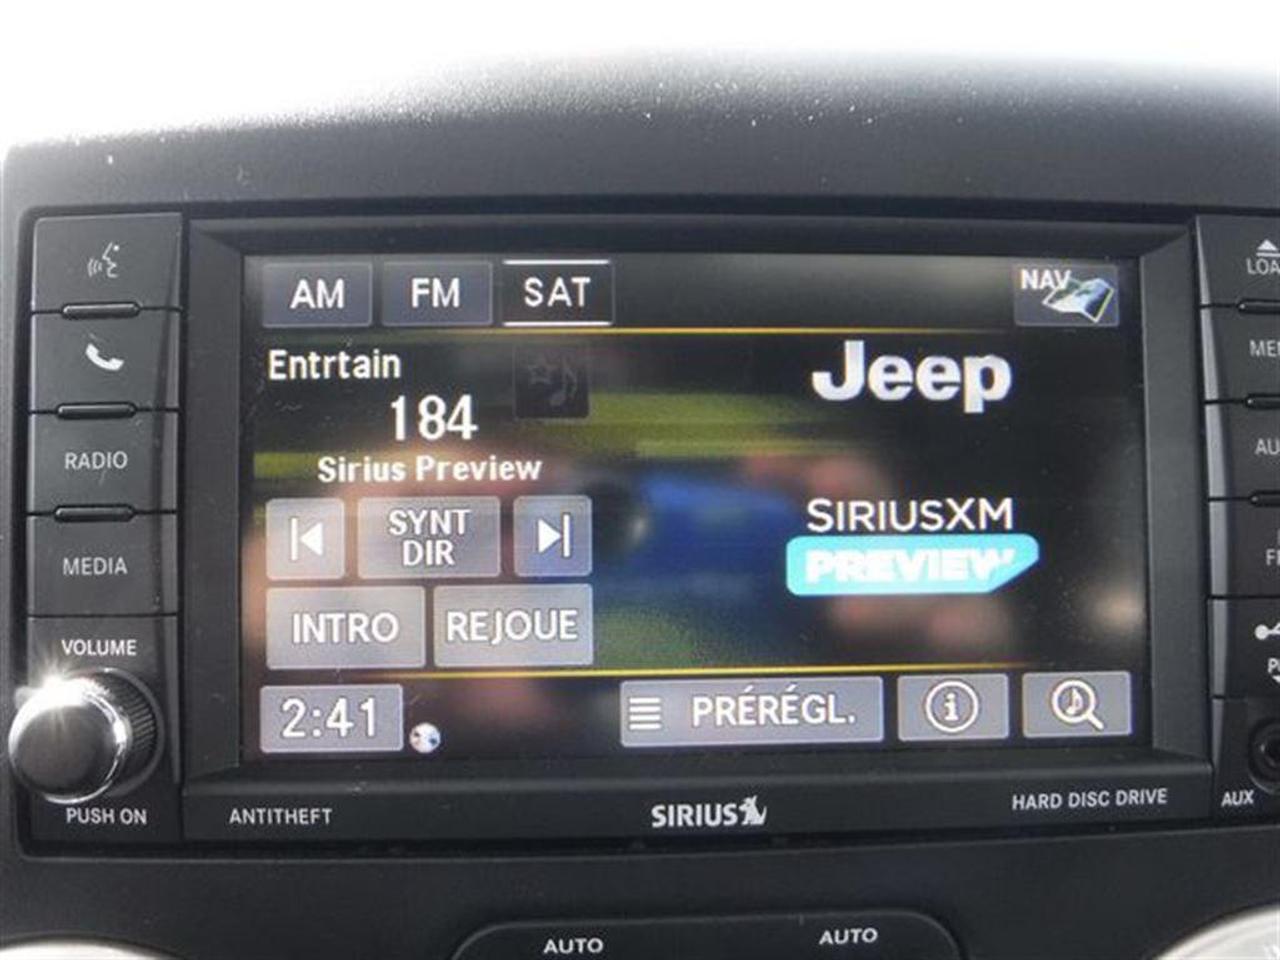 AM FM SAT NAV
Entrtain
184
Sirius Preview
SYNT
DIR
INTRO REJOUE
2:41 PRÉRÉGL.
Jeep
SIRIUSXM
PREVIEW
RADIO
MEDIA
VOLUME
PUSH ON
ANTITHEFT
SIRIUS
HARD DISC DRIVE
AUX
AUTO
AUTO